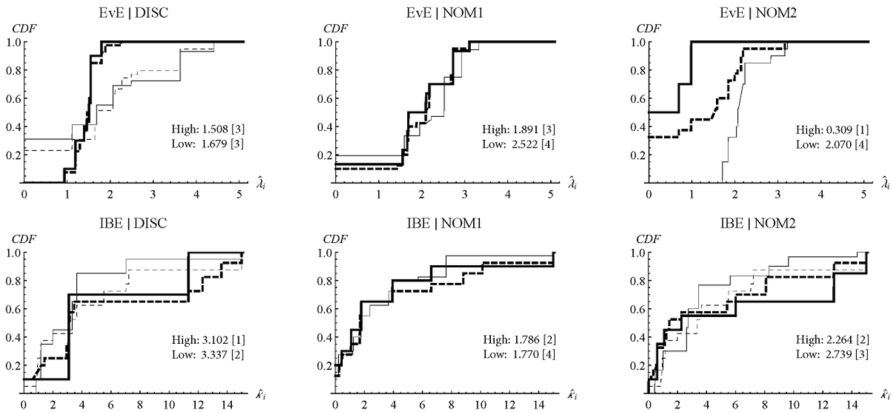 EvE | DISC
CDF
1.0
0.8
0.6
0.4
0.2
High: 1.508 [3]
Low: 1.679 [3]
0 1 2 3 4 5 λ̂i
EvE | NOM1
CDF
1.0
0.8
0.6
0.4
0.2
High: 1.891 [3]
Low: 2.522 [4]
0 1 2 3 4 5 λ̂i
EvE | NOM2
CDF
1.0
0.8
0.6
0.4
0.2
High: 0.309 [1]
Low: 2.070 [4]
0 1 2 3 4 5 λ̂i
IBE | DISC
CDF
1.0
0.8
0.6
0.4
0.2
High: 3.102 [1]
Low: 3.337 [2]
0 2 4 6 8 10 12 14 κ̂i
IBE | NOM1
CDF
1.0
0.8
0.6
0.4
0.2
High: 1.786 [2]
Low: 1.770 [4]
0 2 4 6 8 10 12 14 κ̂i
IBE | NOM2
CDF
1.0
0.8
0.6
0.4
0.2
High: 2.264 [2]
Low: 2.739 [3]
0 2 4 6 8 10 12 14 κ̂i